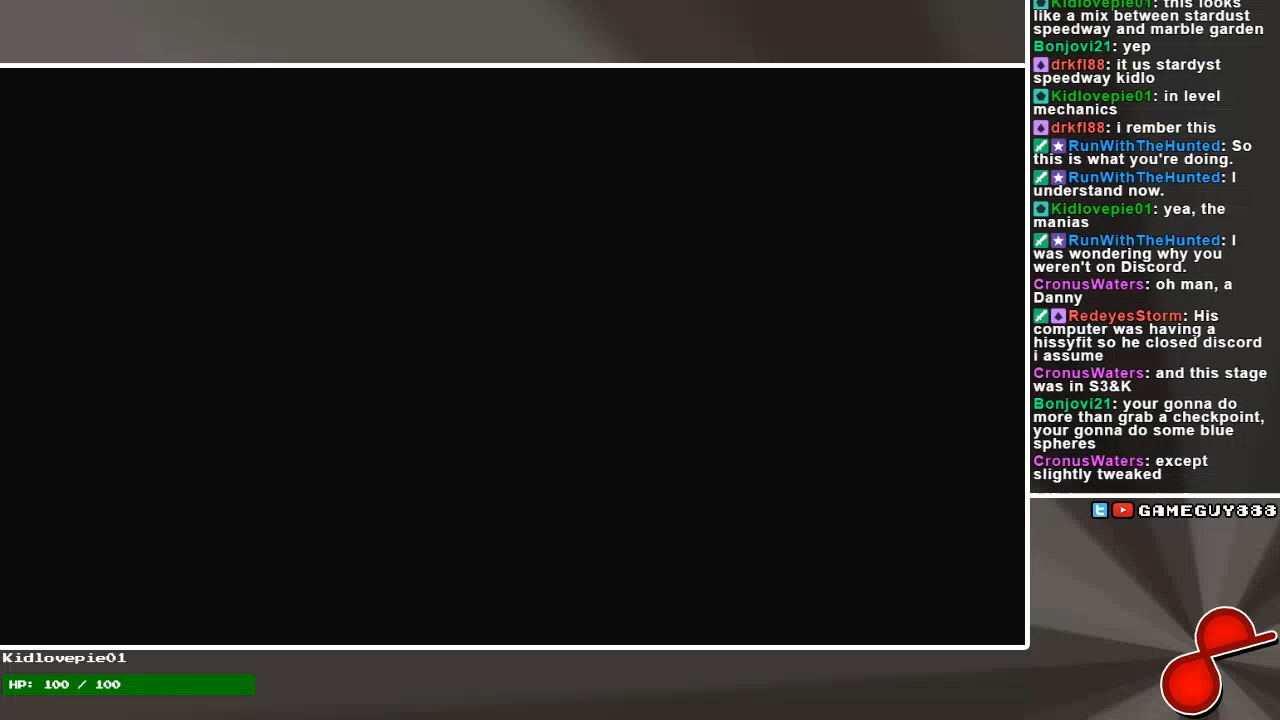 Kidlovepie01: this looks
like a mix between stardust
speedway and marble garden
Bonjovi21: yep
drkfl88: it us stardyst
speedway kidlo
Kidlovepie01: in level
mechanics
drkfl88: i rember this
RunWithTheHunted: So
this is what you're doing.
RunWithTheHunted: I
understand now.
Kidlovepie01: yea, the
manias
RunWithTheHunted: I
was wondering why you
weren't on Discord.
CronusWaters: oh man, a
Danny
RedeyesStorm: His
computer was having a
hissyfit so he closed discord
i assume
CronusWaters: and this stage
was in S3&K
Bonjovi21: your gonna do
more than grab a checkpoint,
your gonna do some blue
spheres
CronusWaters: except
slightly tweaked
GAMEGUY888
Kidlovepie01
HP: 100 / 100